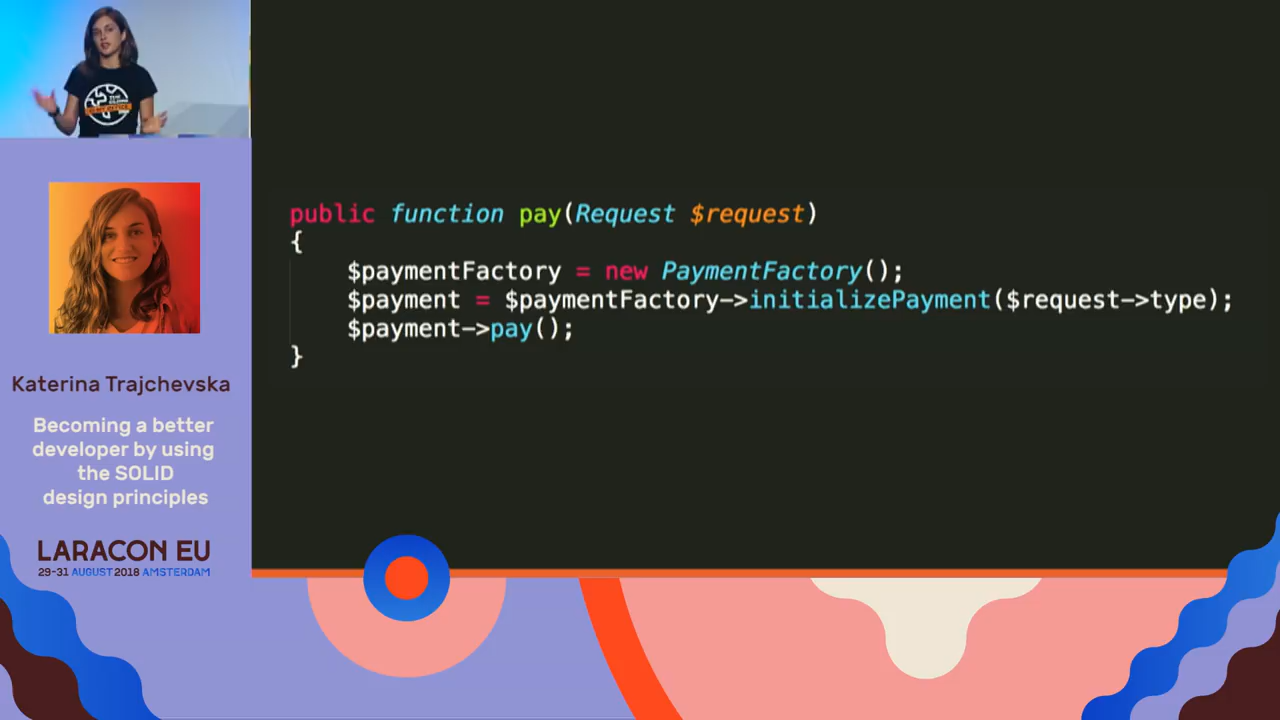 public function pay(Request $request)
{
    $paymentFactory = new PaymentFactory();
    $payment = $paymentFactory->initializePayment($request->type);
    $payment->pay();
}
Katerina Trajchevska
Becoming a better
developer by using
the SOLID
design principles
LARACON EU
29-31 AUGUST 2018 AMSTERDAM